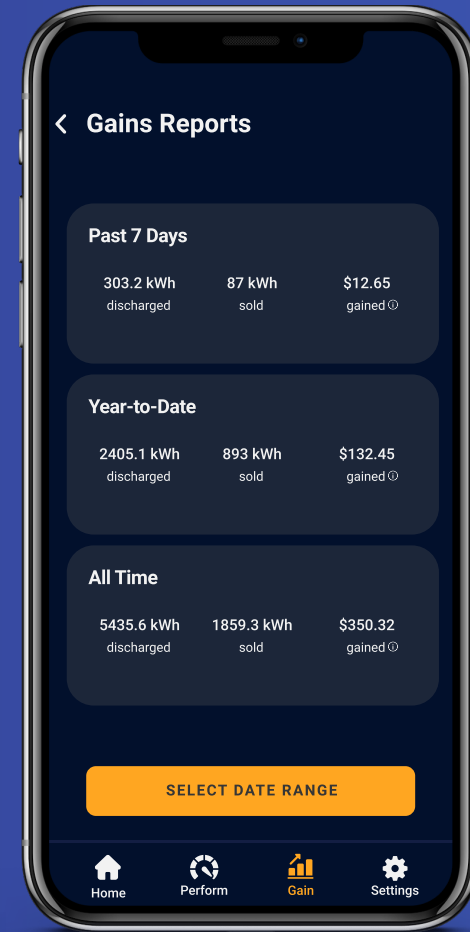 Gains Reports
Past 7 Days
303.2 kWh 87 kWh $12.65
discharged sold gained
Year-to-Date
2405.1 kWh 893 kWh $132.45
discharged sold gained
All Time
5435.6 kWh 1859.3 kWh $350.32
discharged sold gained
SELECT DATE RANGE
Home Perform Gain Settings